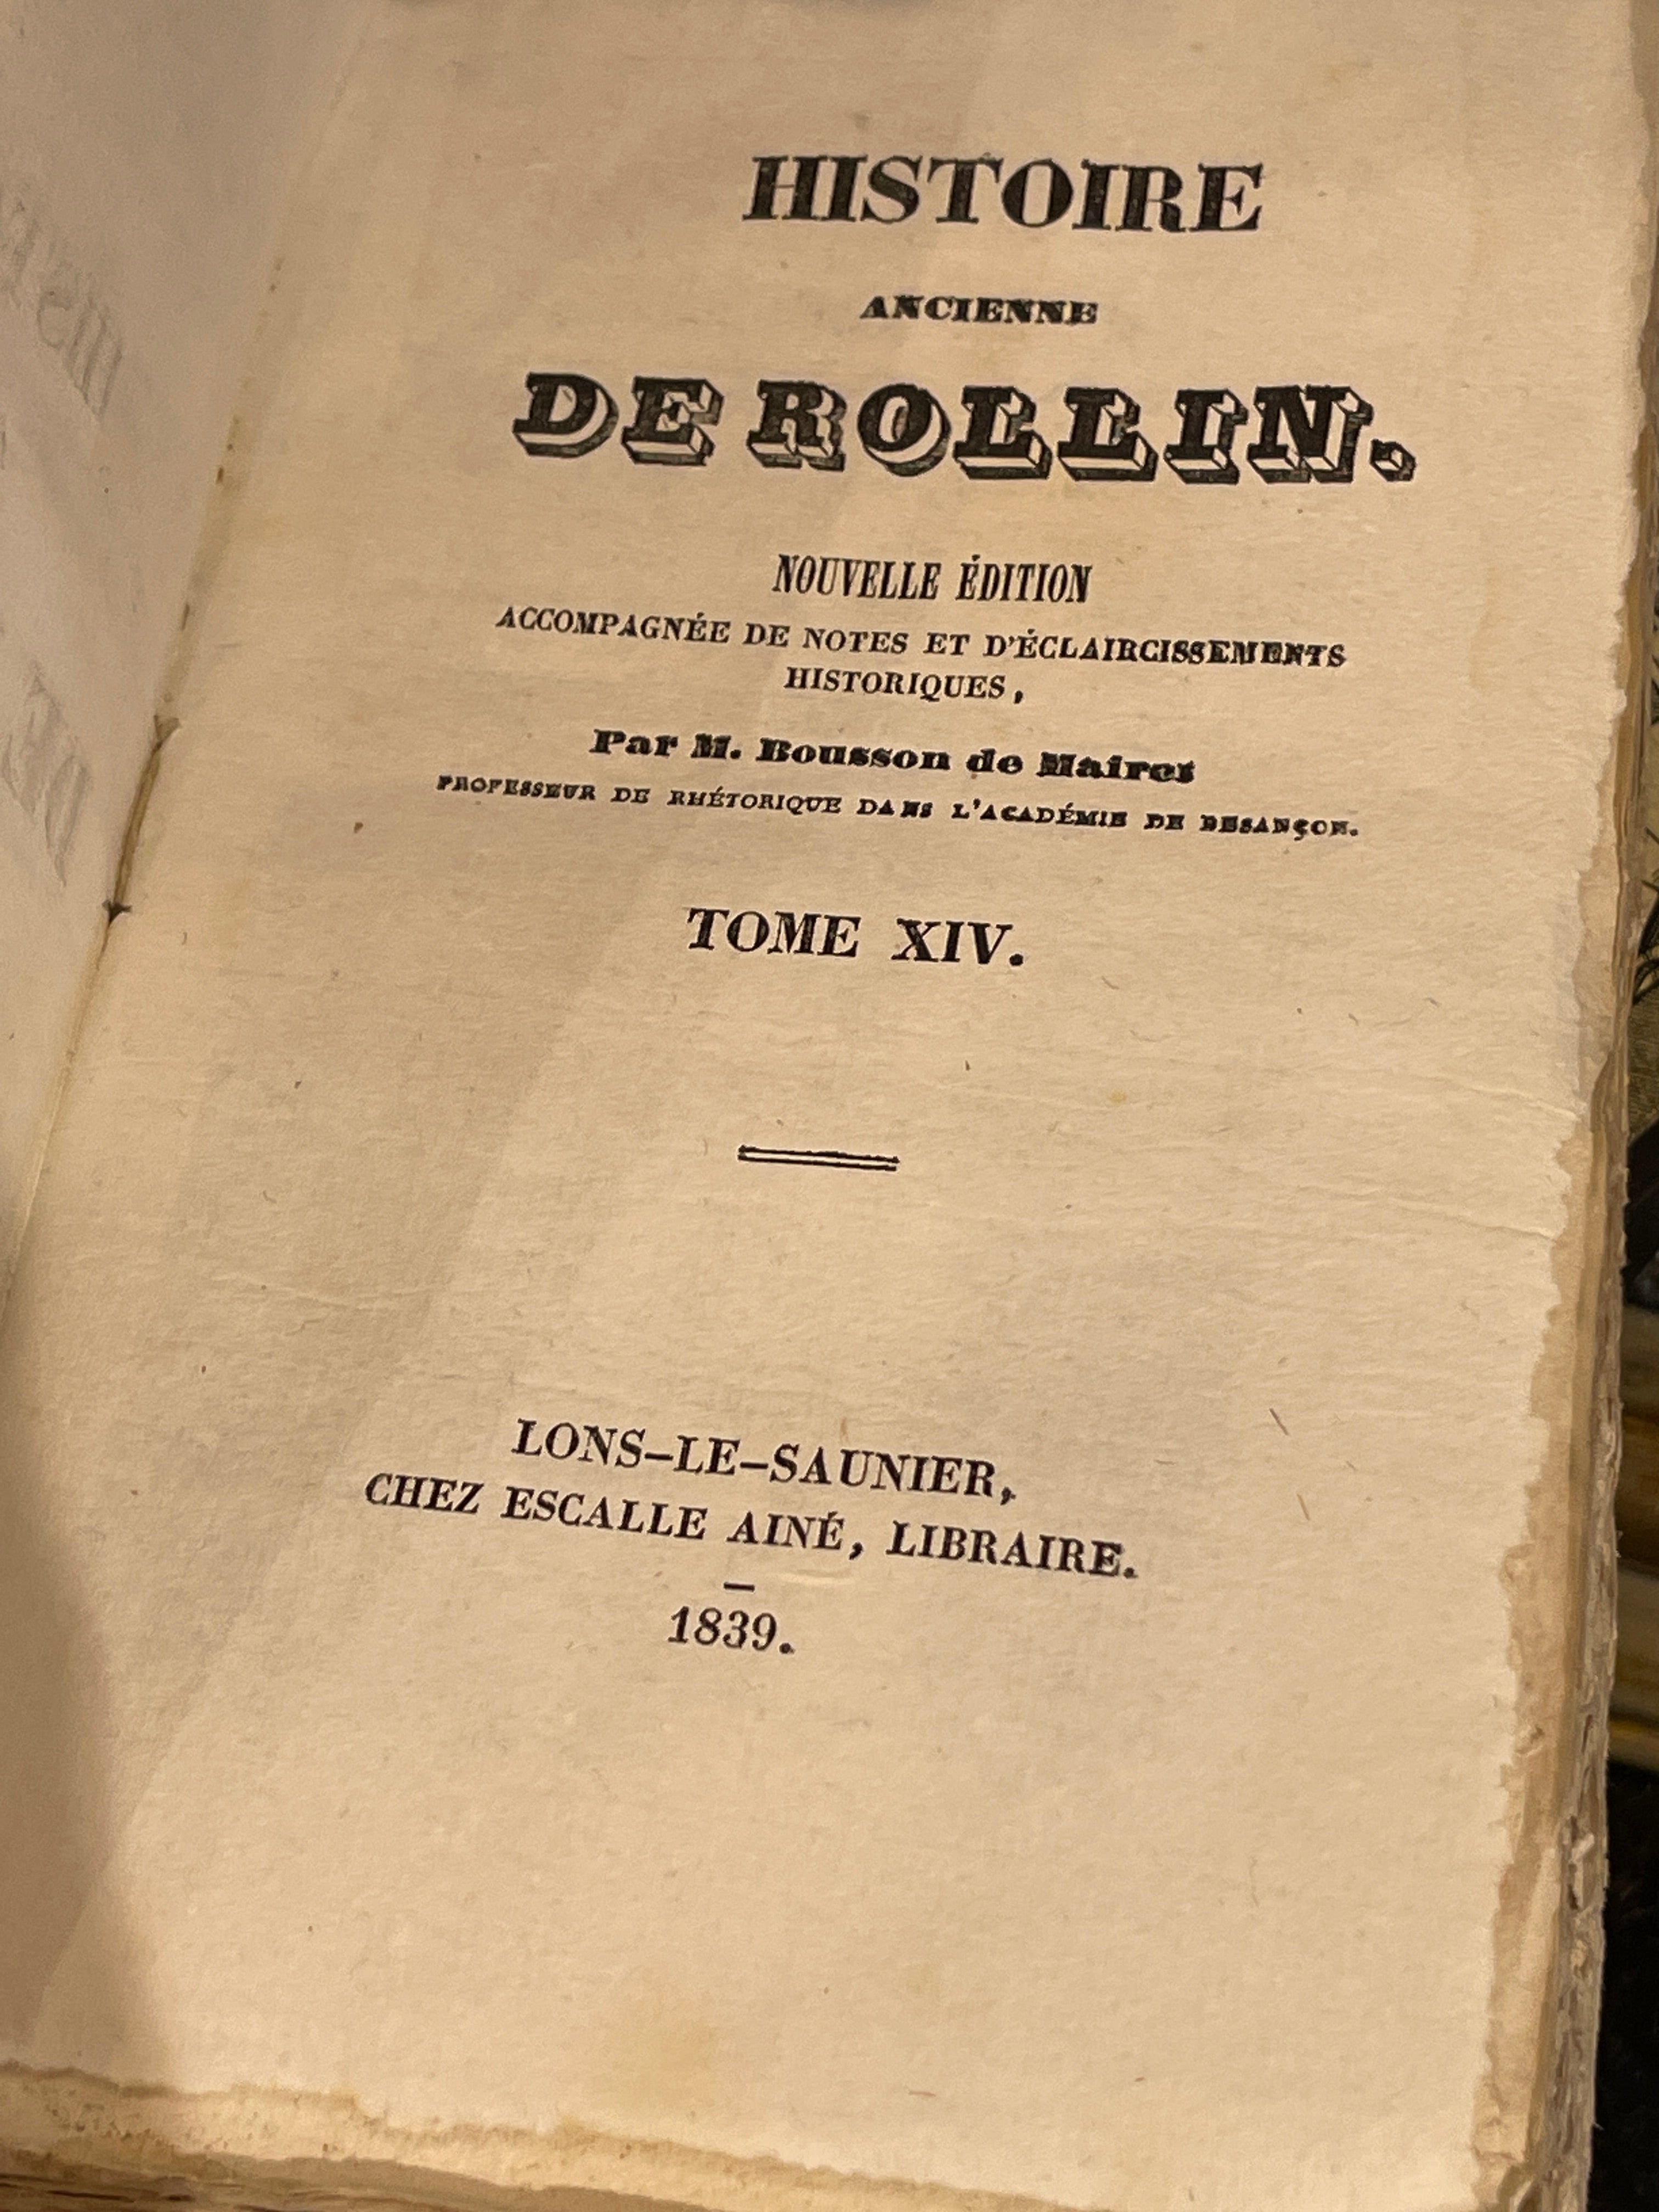 HISTOIRE
ANCIENNE
DE ROLLIN.
NOUVELLE ÉDITION
ACCOMPAGNÉE DE NOTES ET D'ÉCLAIRCISSEMENTS
HISTORIQUES,
Par M. Bousson de Mairet
PROFESSEUR DE RHÉTORIQUE DANS L'ACADÉMIE DE BESANÇON.
TOME XIV.
LONS-LE-SAUNIER,
CHEZ ESCALLE AINÉ, LIBRAIRE.
1839.